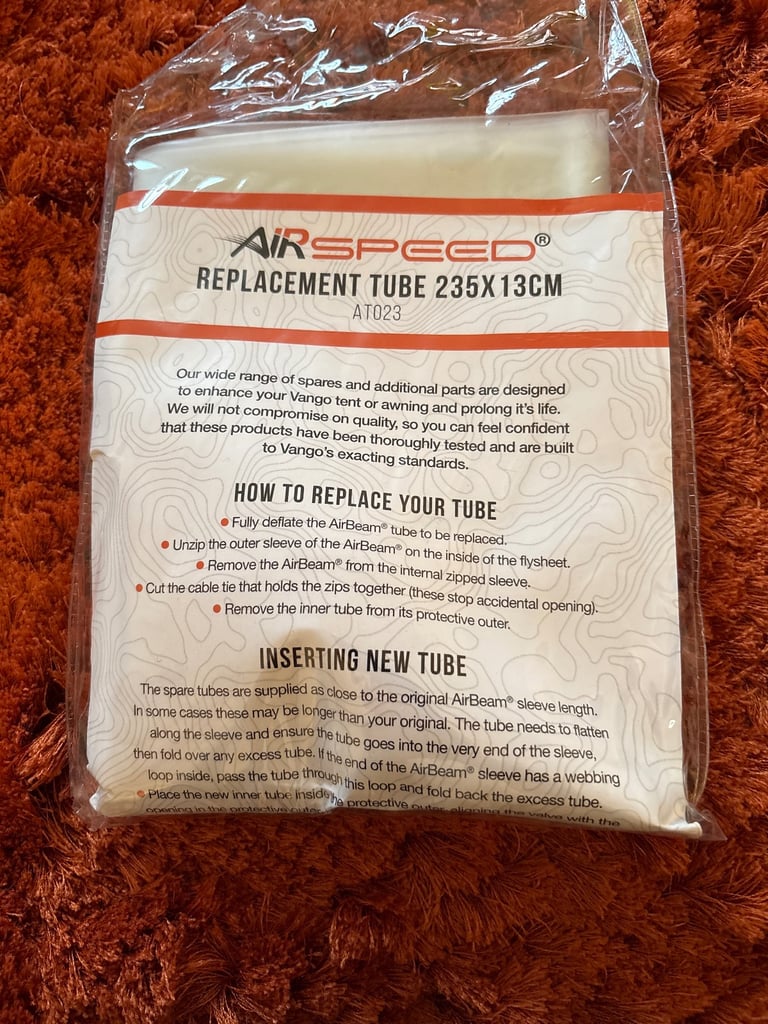 AIRSPEED®
REPLACEMENT TUBE 235X13CM
AT023
Our wide range of spares and additional parts are designed
to enhance your Vango tent or awning and prolong it's life.
We will not compromise on quality, so you can feel confident
that these products have been thoroughly tested and are built
to Vango's exacting standards.
HOW TO REPLACE YOUR TUBE
• Fully deflate the AirBeam® tube to be replaced.
• Unzip the outer sleeve of the AirBeam® on the inside of the flysheet.
• Remove the AirBeam® from the internal zipped sleeve.
• Cut the cable tie that holds the zips together (these stop accidental opening).
• Remove the inner tube from its protective outer.
INSERTING NEW TUBE
The spare tubes are supplied as close to the original AirBeam® sleeve length.
In some cases these may be longer than your original. The tube needs to flatten
along the sleeve and ensure the tube goes into the very end of the sleeve,
then fold over any excess tube. If the end of the AirBeam® sleeve has a webbing
loop inside, pass the tube through this loop and fold back the excess tube.
• Place the new inner tube inside the protective outer, aligning the valve with the
opening in the protective outer